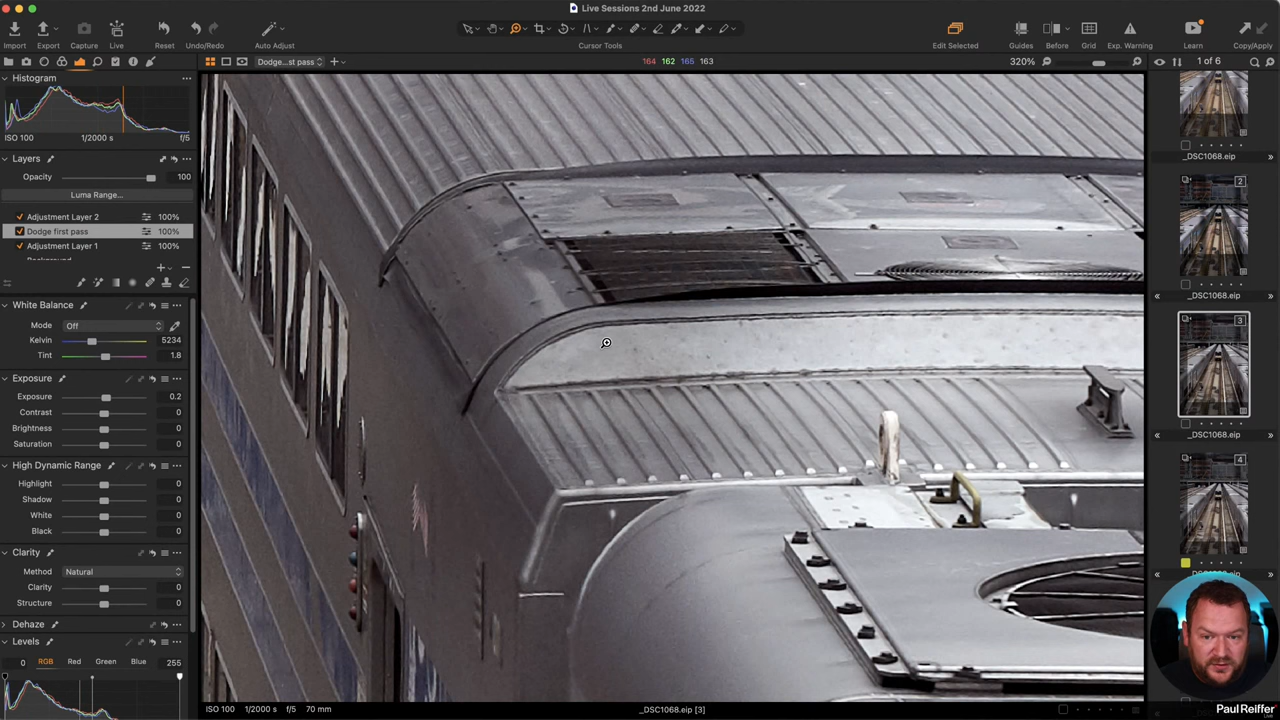 Live Sessions 2nd June 2022
Import
Export
Capture
Live
Reset
Undo/Redo
Auto Adjust
Cursor Tools
Edit Selected
Guides
Before
Grid
Exp. Warning
Learn
Copy/Apply
Dodge...st pass
164 162 165 163
320%
1 of 6
Histogram
ISO 100 1/2000 s f/5
Layers
Opacity 100
Luma Range...
Adjustment Layer 2 100%
Dodge first pass 100%
Adjustment Layer 1 100%
White Balance
Mode Off
Kelvin 5234
Tint 1.8
Exposure
Exposure 0.2
Contrast 0
Brightness 0
Saturation 0
High Dynamic Range
Highlight 0
Shadow 0
White 0
Black 0
Clarity
Method Natural
Clarity 0
Structure 0
Dehaze
Levels
0 RGB Red Green Blue 255
ISO 100 1/2000 s f/5 70 mm
_DSC1068.eip [3]
_DSC1068.eip
2
_DSC1068.eip
3
_DSC1068.eip
4
Paul Reiffer
Live